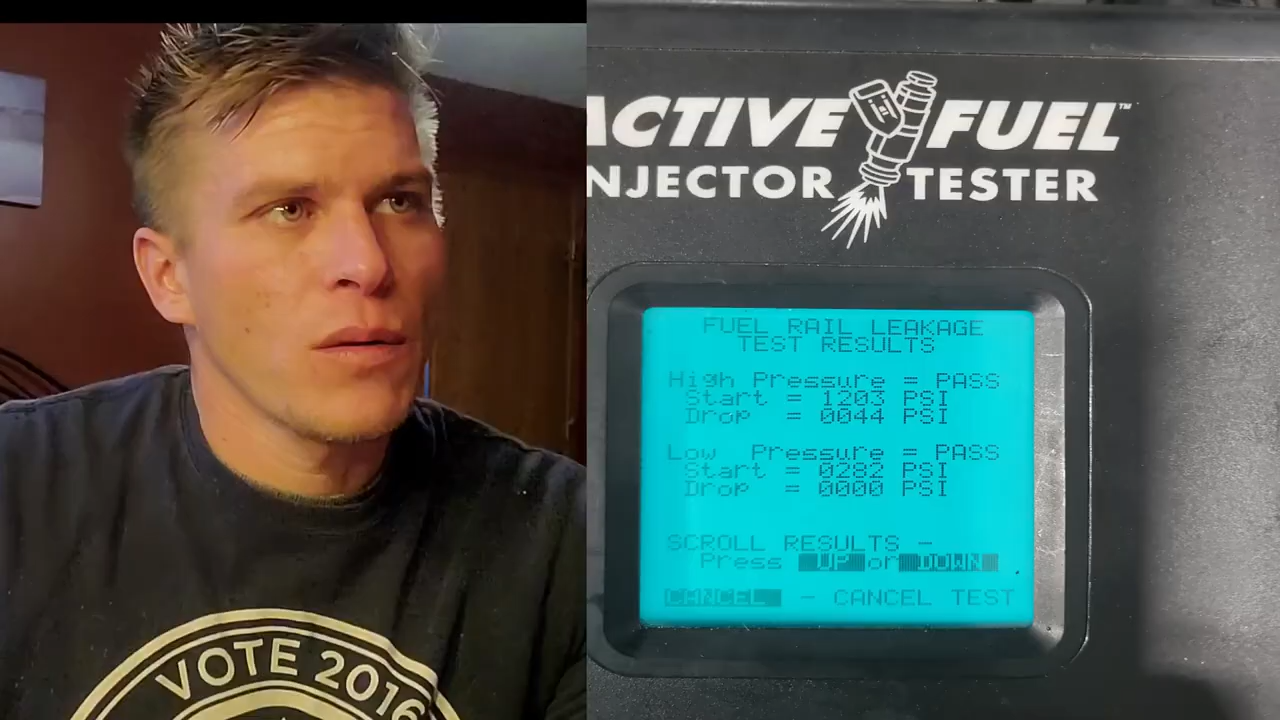 VOTE 2016
ACTIVE FUEL™
INJECTOR TESTER
FUEL RAIL LEAKAGE
TEST RESULTS
High Pressure = PASS
Start = 1203 PSI
Drop = 0044 PSI
Low Pressure = PASS
Start = 0282 PSI
Drop = 0000 PSI
SCROLL RESULTS -
Press UP or DOWN
CANCEL - CANCEL TEST